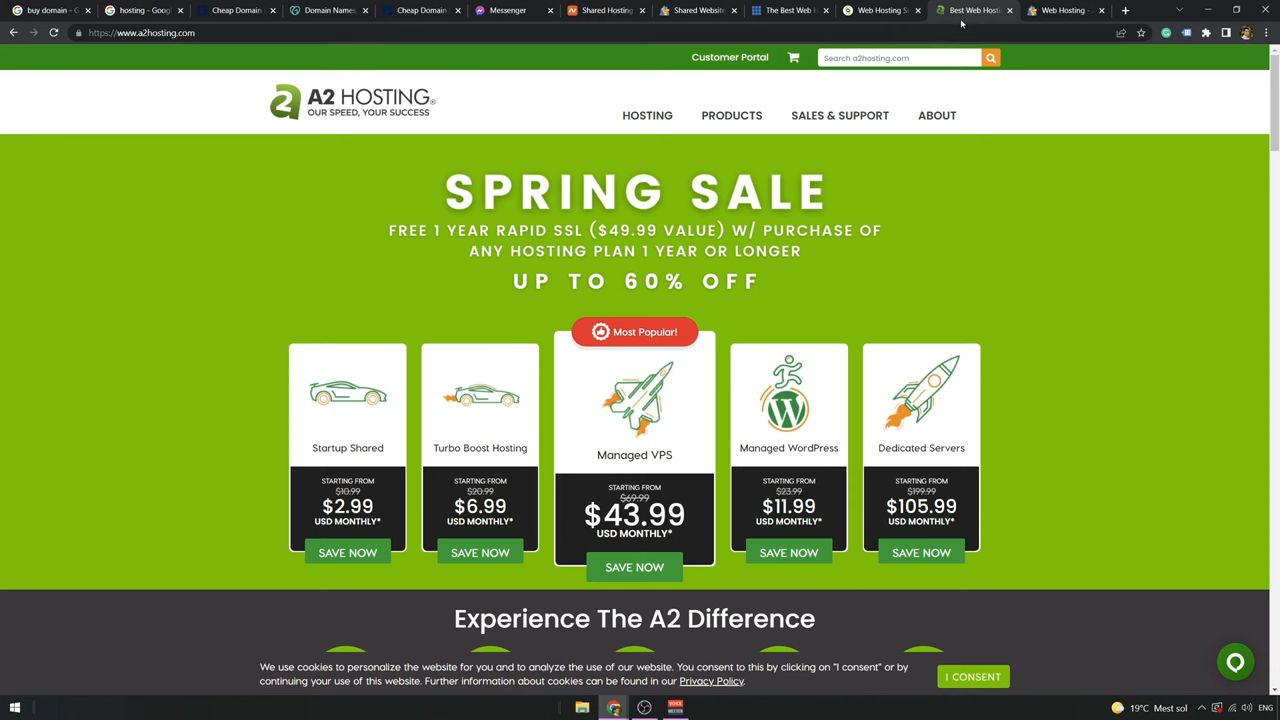 buy domain - G
hosting - Googl
Cheap Domain
Domain Names,
Cheap Domain
Messenger
Shared Hosting
Shared Website
The Best Web H
Web Hosting S
Best Web Hosti
Web Hosting -
https://www.a2hosting.com
Customer Portal
Search a2hosting.com
A2 HOSTING®
OUR SPEED, YOUR SUCCESS
HOSTING
PRODUCTS
SALES & SUPPORT
ABOUT
SPRING SALE
FREE 1 YEAR RAPID SSL ($49.99 VALUE) W/ PURCHASE OF
ANY HOSTING PLAN 1 YEAR OR LONGER
UP TO 60% OFF
Startup Shared
STARTING FROM
$10.99
$2.99
USD MONTHLY*
SAVE NOW
Turbo Boost Hosting
STARTING FROM
$20.99
$6.99
USD MONTHLY*
SAVE NOW
Most Popular!
Managed VPS
STARTING FROM
$69.99
$43.99
USD MONTHLY*
SAVE NOW
Managed WordPress
STARTING FROM
$23.99
$11.99
USD MONTHLY*
SAVE NOW
Dedicated Servers
STARTING FROM
$199.99
$105.99
USD MONTHLY*
SAVE NOW
Experience The A2 Difference
We use cookies to personalize the website for you and to analyze the use of our website. You consent to this by clicking on "I consent" or by
continuing your use of this website. Further information about cookies can be found in our Privacy Policy.
I CONSENT
VOICE
MEETER
19°C Mest sol
ENG